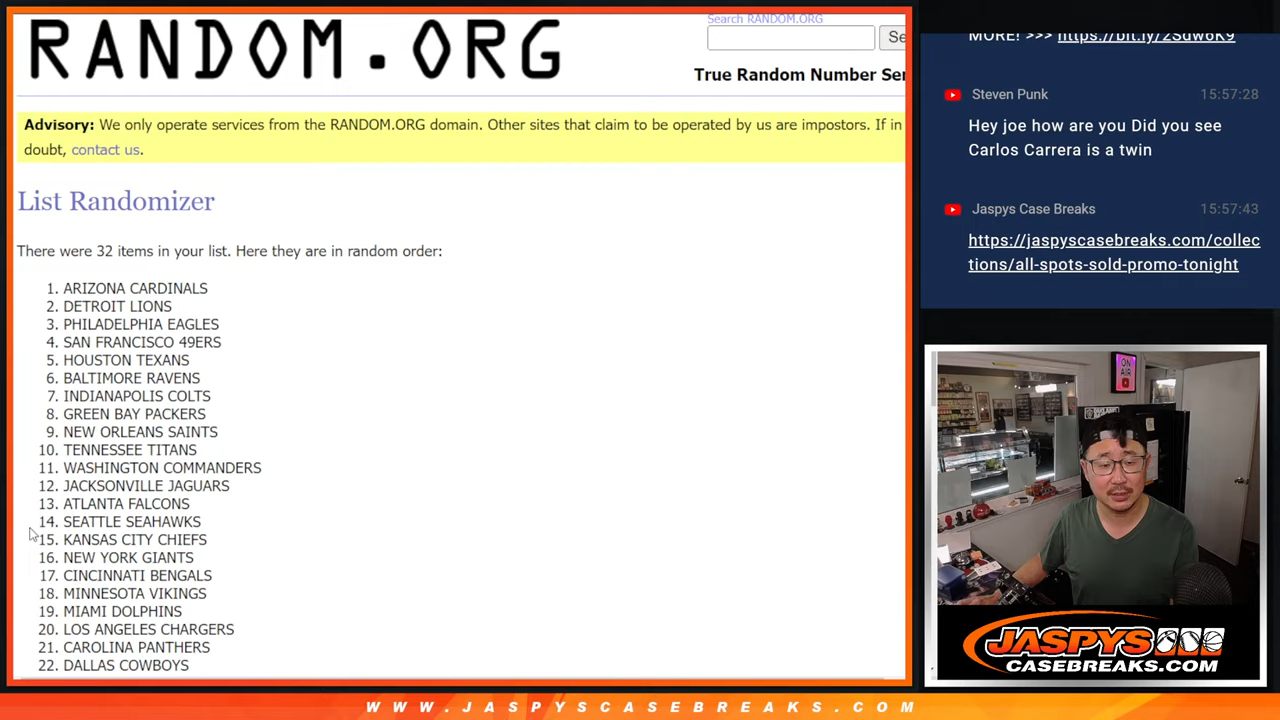 RANDOM.ORG
Search RANDOM.ORG
Se
True Random Number Ser
Advisory: We only operate services from the RANDOM.ORG domain. Other sites that claim to be operated by us are impostors. If in
doubt, contact us.
List Randomizer
There were 32 items in your list. Here they are in random order:
1. ARIZONA CARDINALS
2. DETROIT LIONS
3. PHILADELPHIA EAGLES
4. SAN FRANCISCO 49ERS
5. HOUSTON TEXANS
6. BALTIMORE RAVENS
7. INDIANAPOLIS COLTS
8. GREEN BAY PACKERS
9. NEW ORLEANS SAINTS
10. TENNESSEE TITANS
11. WASHINGTON COMMANDERS
12. JACKSONVILLE JAGUARS
13. ATLANTA FALCONS
14. SEATTLE SEAHAWKS
15. KANSAS CITY CHIEFS
16. NEW YORK GIANTS
17. CINCINNATI BENGALS
18. MINNESOTA VIKINGS
19. MIAMI DOLPHINS
20. LOS ANGELES CHARGERS
21. CAROLINA PANTHERS
22. DALLAS COWBOYS
MORE! >>> https://bit.ly/2Sdw6K9
Steven Punk 15:57:28
Hey joe how are you Did you see
Carlos Carrera is a twin
Jaspys Case Breaks 15:57:43
https://jaspyscasebreaks.com/collec
tions/all-spots-sold-promo-tonight
ON
AIR
JASPYS
CASEBREAKS.COM
WWW.JASPYSCASEBREAKS.COM